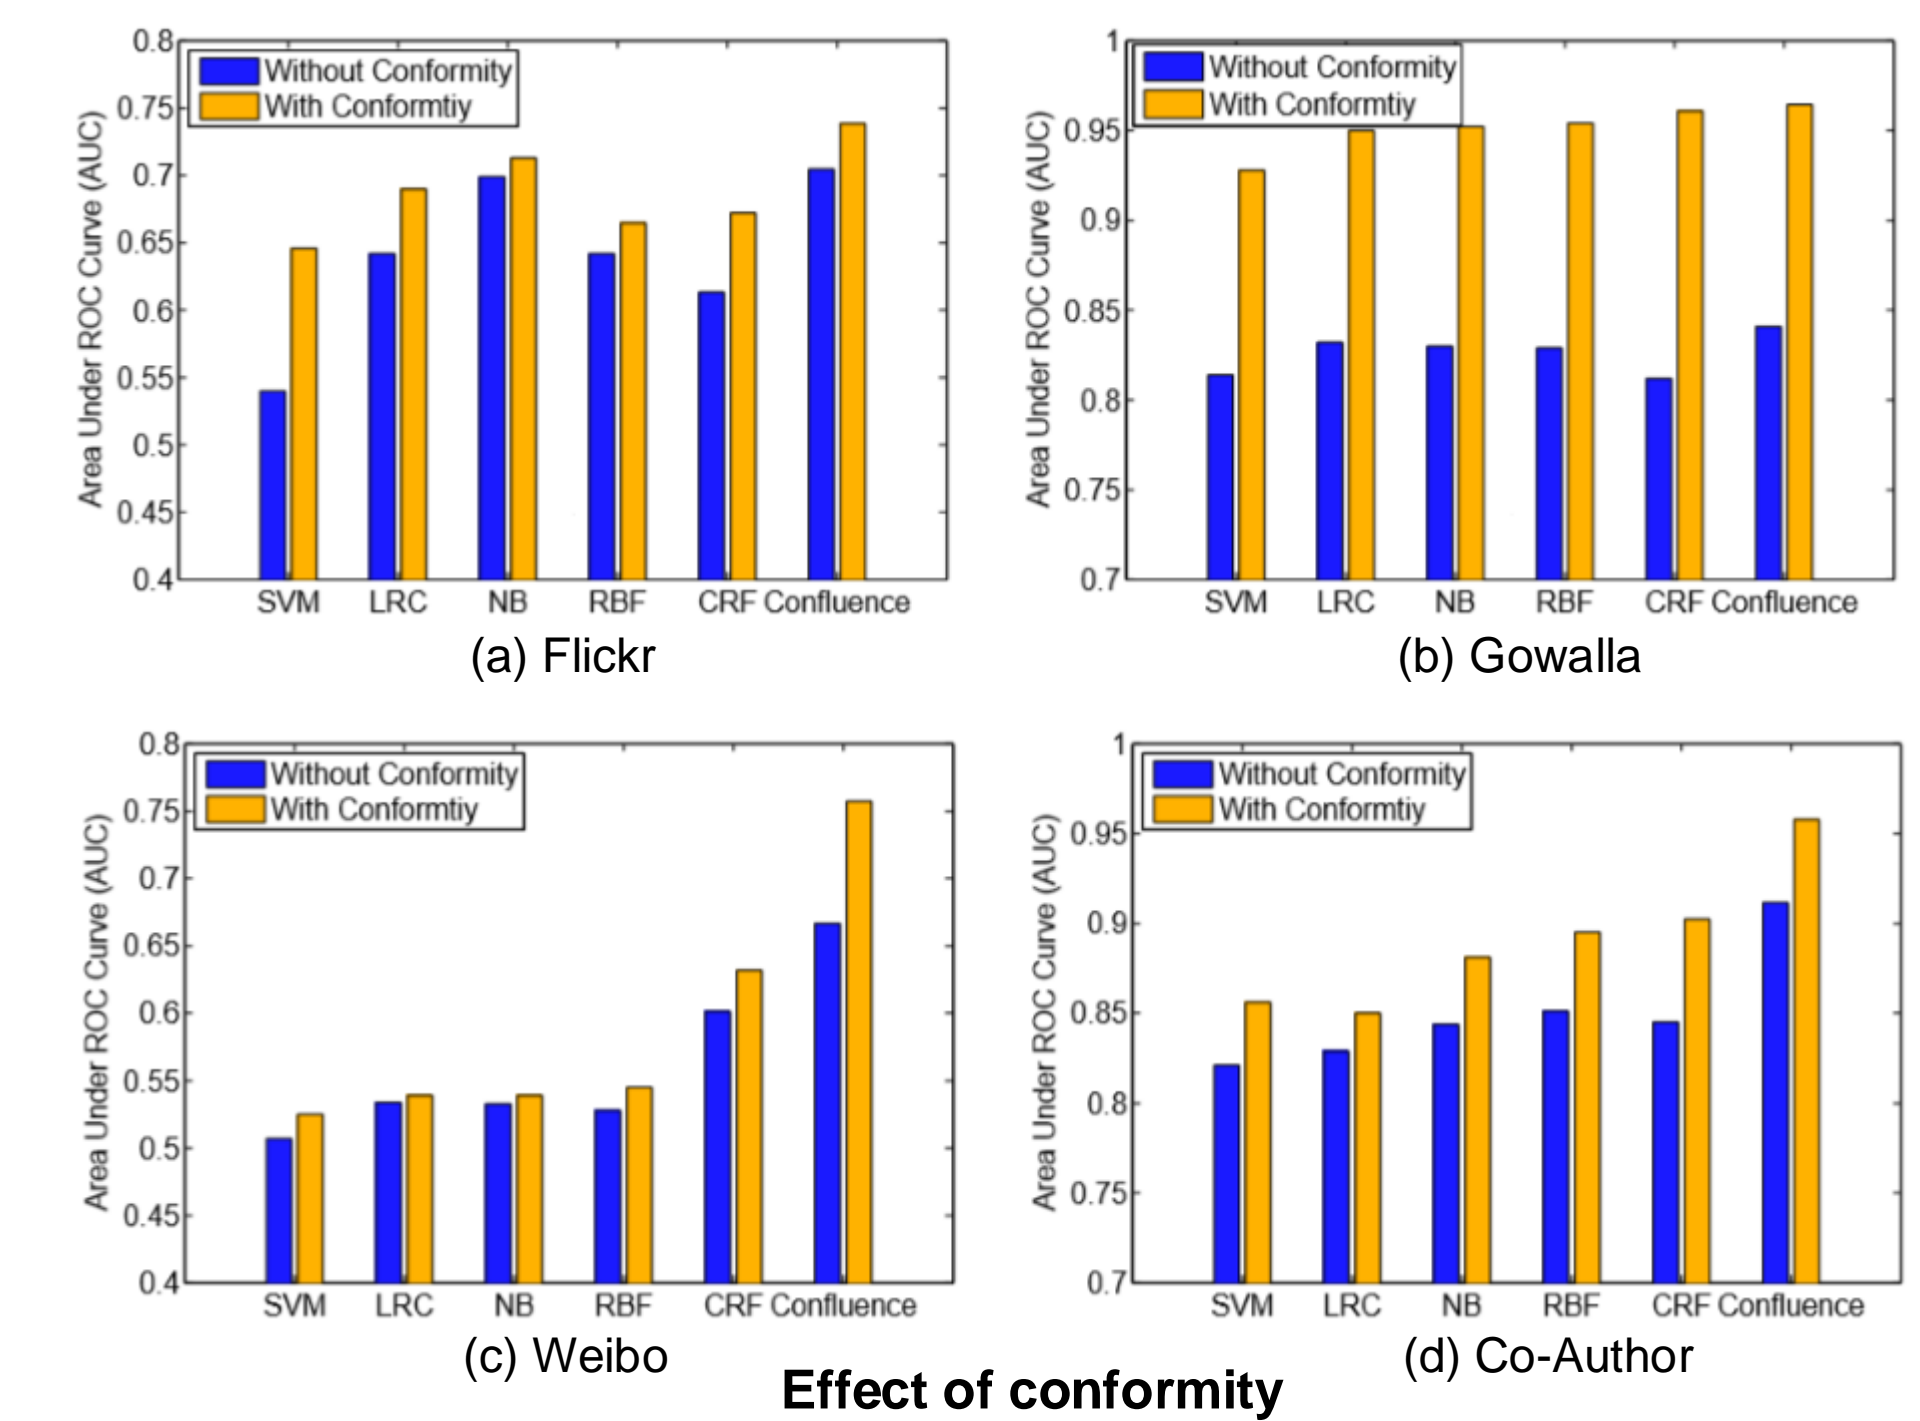 0.8
0.75
0.7
0.65
0.6
0.55
0.5
0.45
0.4
Area Under ROC Curve (AUC)
Without Conformity
With Conformtiy
SVM LRC NB RBF CRF Confluence
(a) Flickr
1
0.95
0.9
0.85
0.8
0.75
0.7
Area Under ROC Curve (AUC)
Without Conformity
With Conformtiy
SVM LRC NB RBF CRF Confluence
(b) Gowalla
0.8
0.75
0.7
0.65
0.6
0.55
0.5
0.45
0.4
Area Under ROC Curve (AUC)
Without Conformity
With Conformtiy
SVM LRC NB RBF CRF Confluence
(c) Weibo
1
0.95
0.9
0.85
0.8
0.75
0.7
Area Under ROC Curve (AUC)
Without Conformity
With Conformtiy
SVM LRC NB RBF CRF Confluence
(d) Co-Author
Effect of conformity